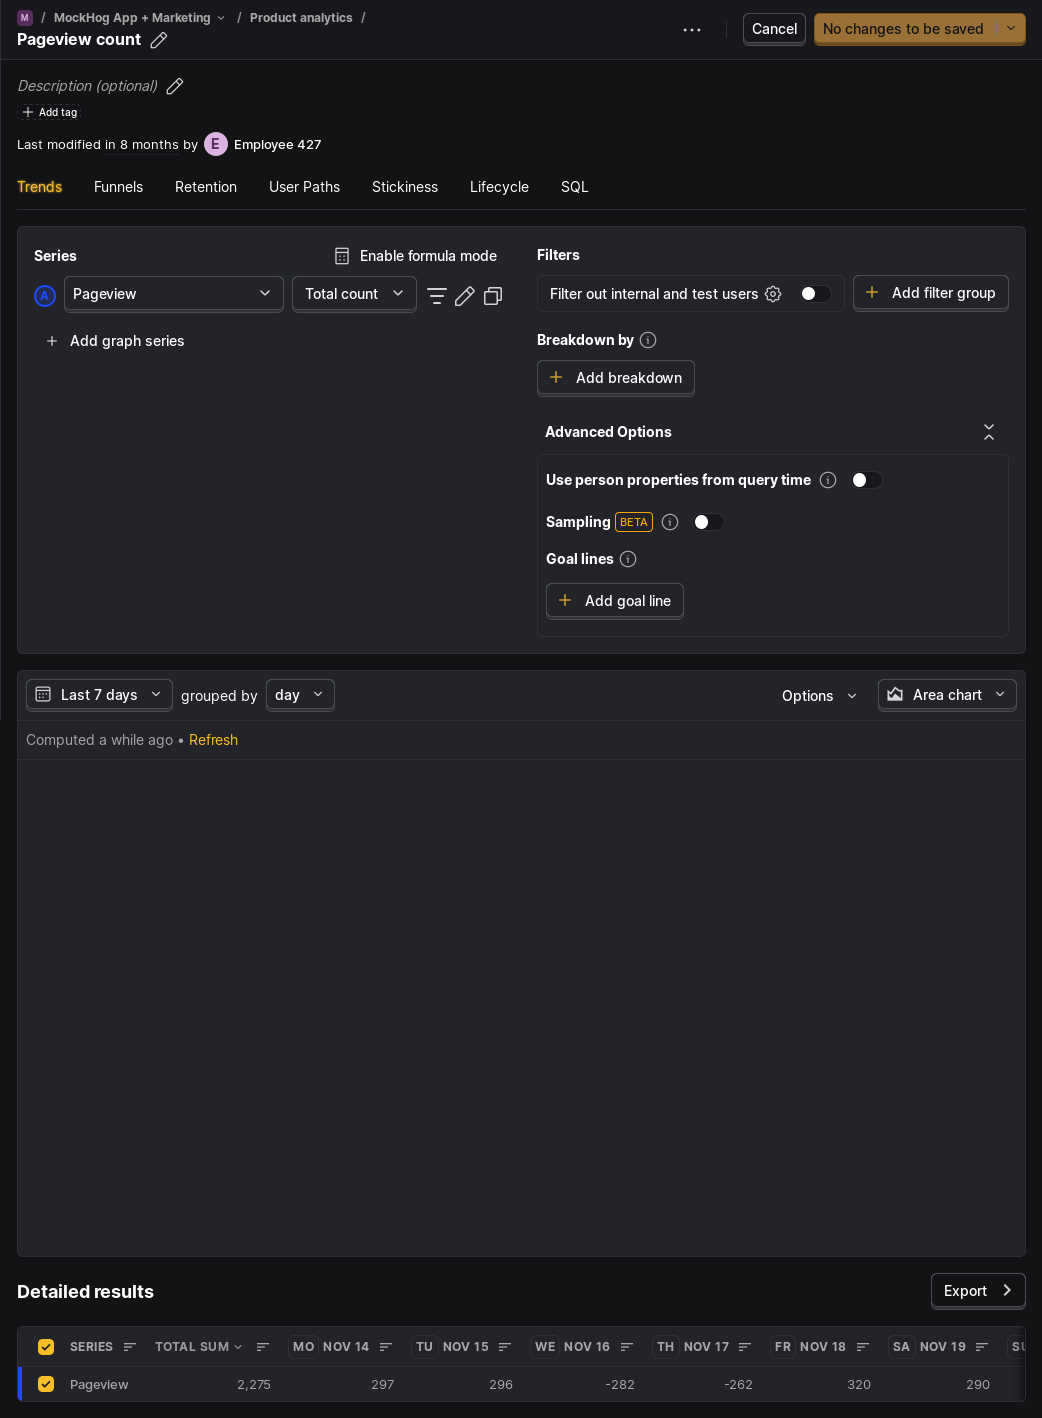 M / MockHog App + Marketing / Product analytics /
Pageview count
Cancel
No changes to be saved
Description (optional)
Add tag
Last modified in 8 months by E Employee 427
Trends Funnels Retention User Paths Stickiness Lifecycle SQL
Series
Enable formula mode
A Pageview Total count
Add graph series
Filters
Filter out internal and test users
Add filter group
Breakdown by
Add breakdown
Advanced Options
Use person properties from query time
Sampling BETA
Goal lines
Add goal line
Last 7 days grouped by day
Options
Area chart
Computed a while ago • Refresh
Detailed results
Export
SERIES TOTAL SUM MO NOV 14 TU NOV 15 WE NOV 16 TH NOV 17 FR NOV 18 SA NOV 19 SU
Pageview 2,275 297 296 -282 -262 320 290